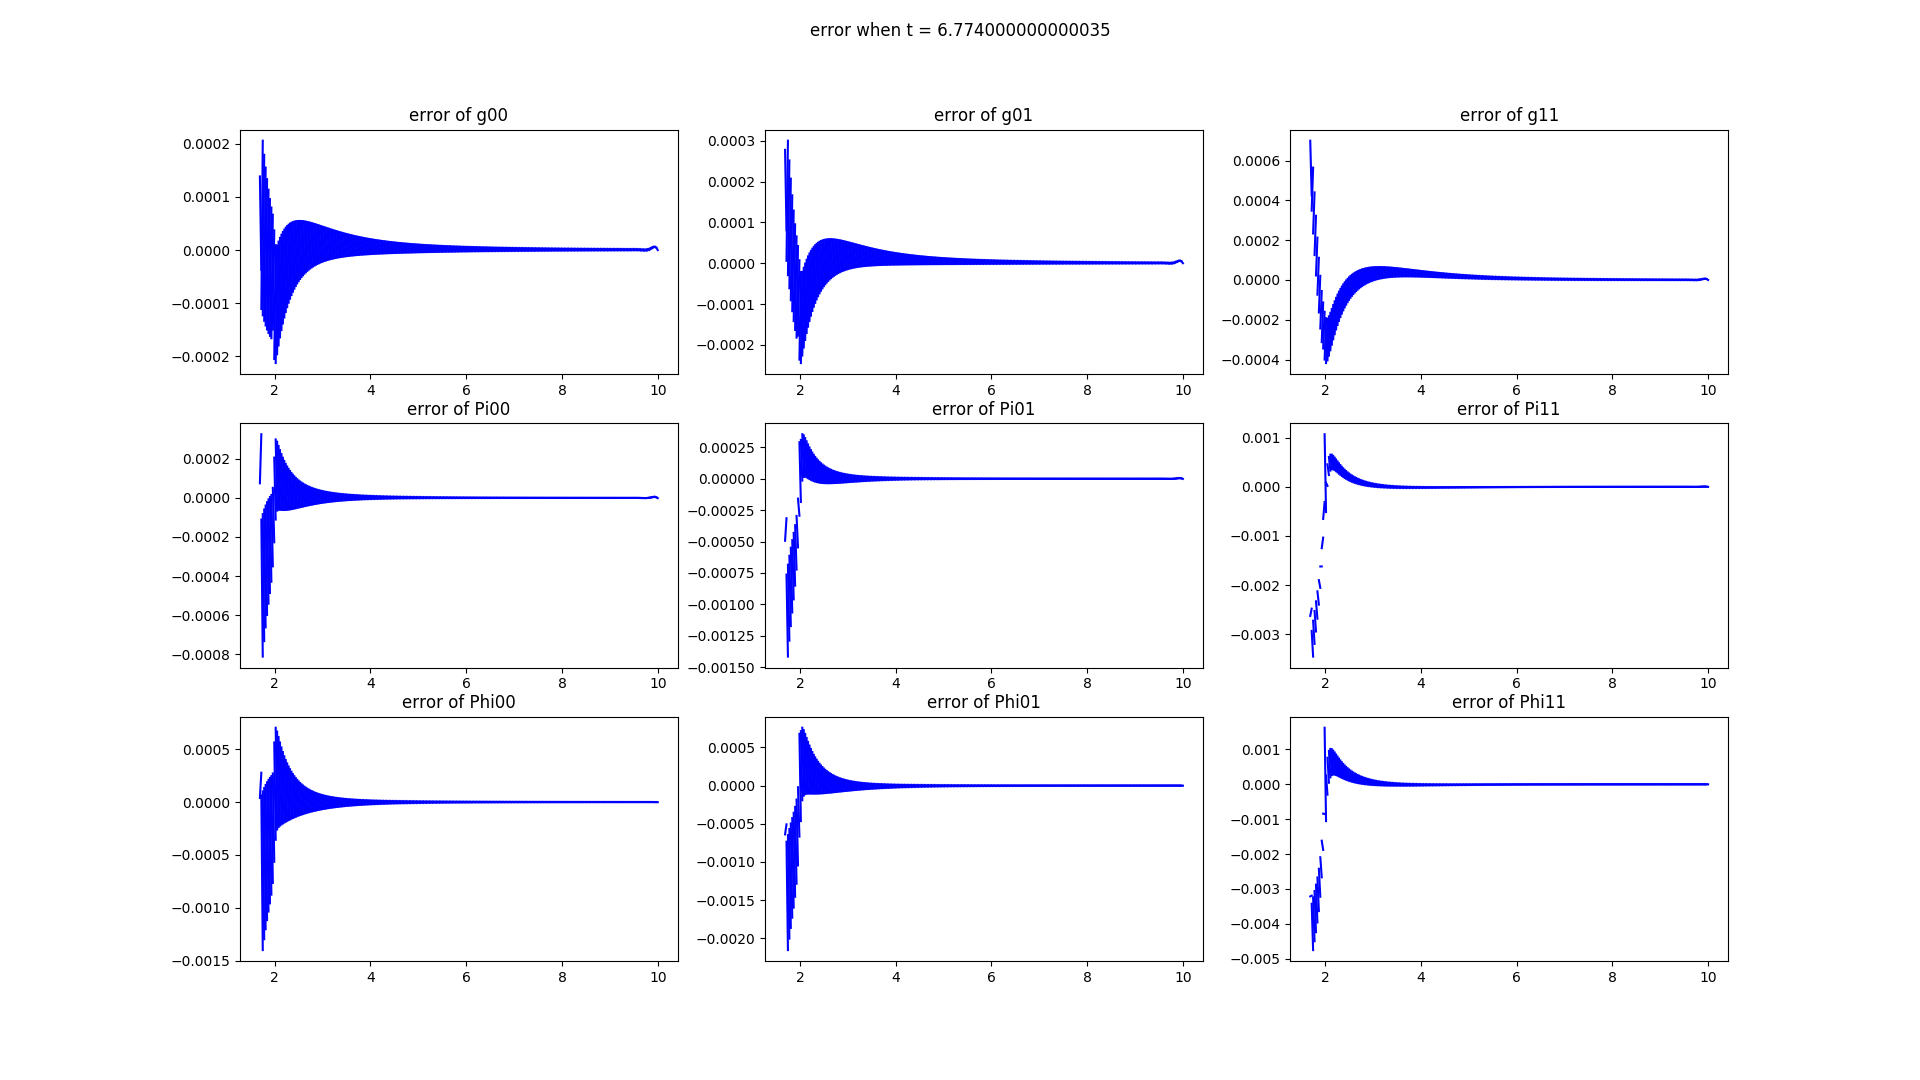 error when t = 6.774000000000035
error of g00
error of g01
error of g11
0.0002
0.0001
0.0000
−0.0001
−0.0002
2 4 6 8 10
0.0003
0.0002
0.0001
0.0000
−0.0001
−0.0002
2 4 6 8 10
0.0006
0.0004
0.0002
0.0000
−0.0002
−0.0004
2 4 6 8 10
error of Pi00
error of Pi01
error of Pi11
0.0002
0.0000
−0.0002
−0.0004
−0.0006
−0.0008
2 4 6 8 10
0.00025
0.00000
−0.00025
−0.00050
−0.00075
−0.00100
−0.00125
−0.00150
2 4 6 8 10
0.001
0.000
−0.001
−0.002
−0.003
2 4 6 8 10
error of Phi00
error of Phi01
error of Phi11
0.0005
0.0000
−0.0005
−0.0010
−0.0015
2 4 6 8 10
0.0005
0.0000
−0.0005
−0.0010
−0.0015
−0.0020
2 4 6 8 10
0.001
0.000
−0.001
−0.002
−0.003
−0.004
−0.005
2 4 6 8 10